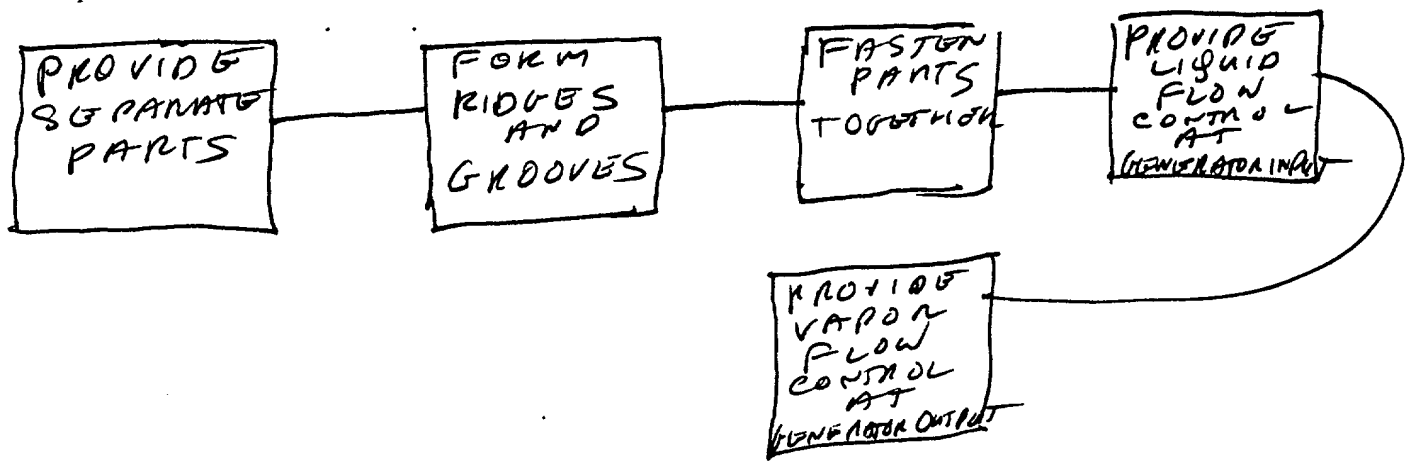 PROVIDE
SEPARATE
PARTS
FORM
RIDGES
AND
GROOVES
FASTEN
PARTS
TOGETHER
PROVIDE
LIQUID
FLOW
CONTROL
AT
GENERATOR INPUT
PROVIDE
VAPOR
FLOW
CONTROL
AT
GENERATOR OUTPUT